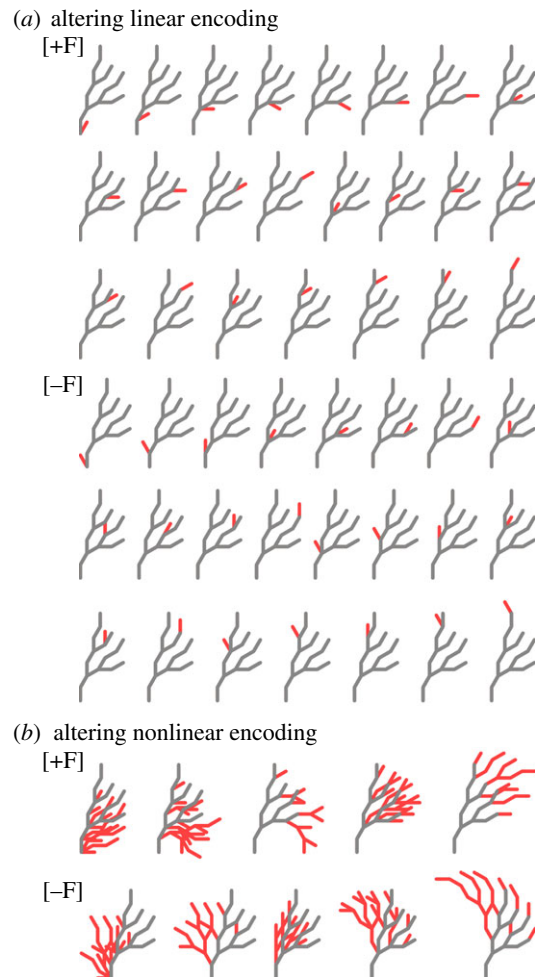 (a) altering linear encoding
[+F]
[–F]
(b) altering nonlinear encoding
[+F]
[–F]